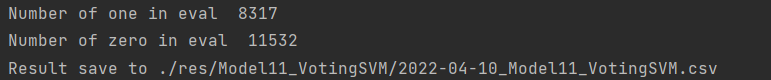 Number of one in eval  8317
Number of zero in eval  11532
Result save to ./res/Model11_VotingSVM/2022-04-10_Model11_VotingSVM.csv